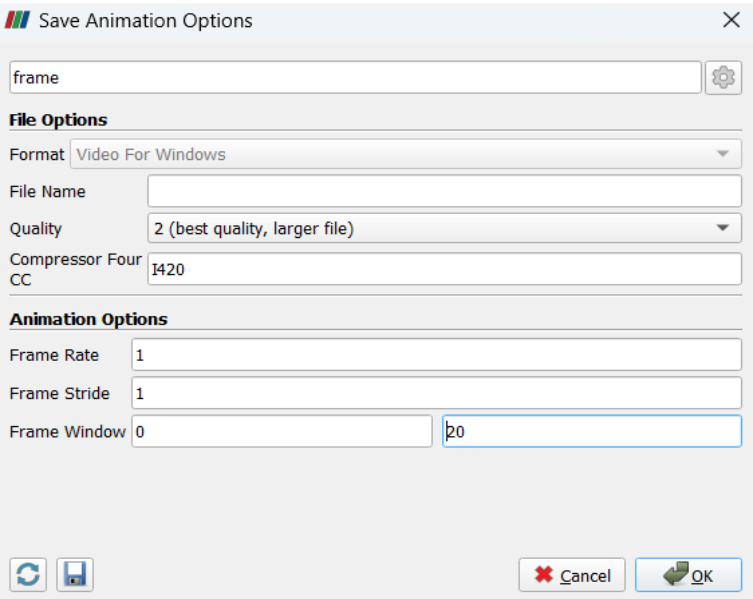 Save Animation Options
frame
File Options
Format Video For Windows
File Name
Quality 2 (best quality, larger file)
Compressor Four
CC
I420
Animation Options
Frame Rate 1
Frame Stride 1
Frame Window 0 20
Cancel OK